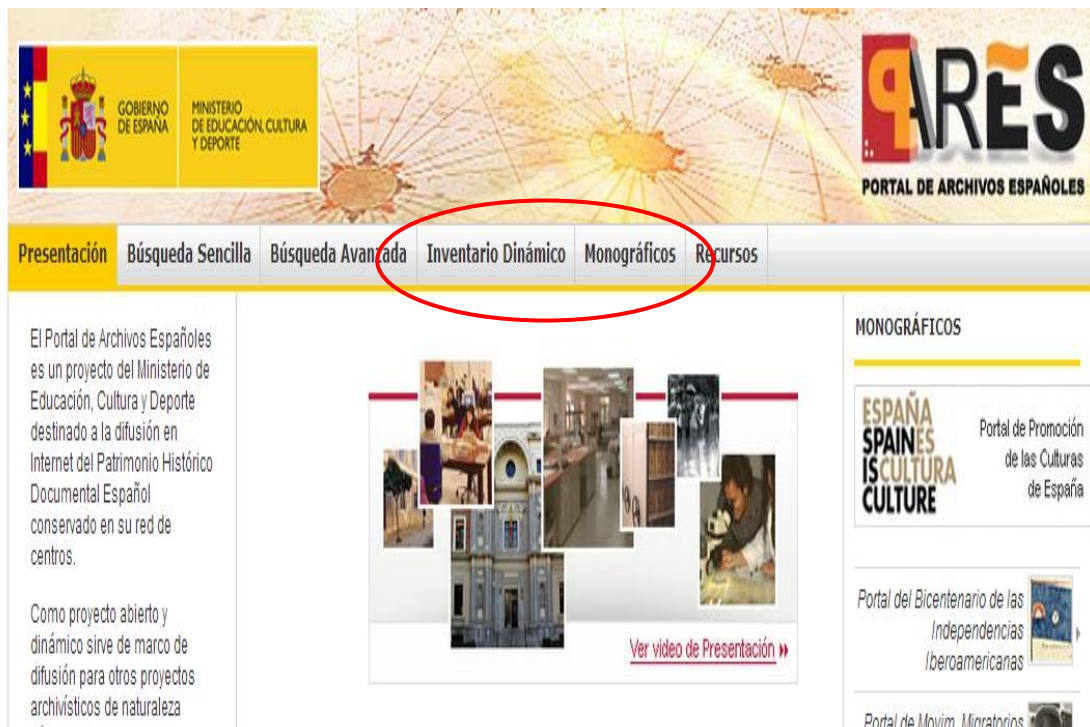 GOBIERNO
DE ESPAÑA
MINISTERIO
DE EDUCACIÓN, CULTURA
Y DEPORTE
PARES
PORTAL DE ARCHIVOS ESPAÑOLES
Presentación Búsqueda Sencilla Búsqueda Avanzada Inventario Dinámico Monográficos Recursos
El Portal de Archivos Españoles
es un proyecto del Ministerio de
Educación, Cultura y Deporte
destinado a la difusión en
Internet del Patrimonio Histórico
Documental Español
conservado en su red de
centros.
Como proyecto abierto y
dinámico sirve de marco de
difusión para otros proyectos
archivísticos de naturaleza
Ver video de Presentación
MONOGRÁFICOS
ESPAÑA
SPAIN ES
IS CULTURA
CULTURE
Portal de Promoción
de las Culturas
de España
Portal del Bicentenario de las
Independencias
Iberoamericanas
Portal de Movim. Migratorios